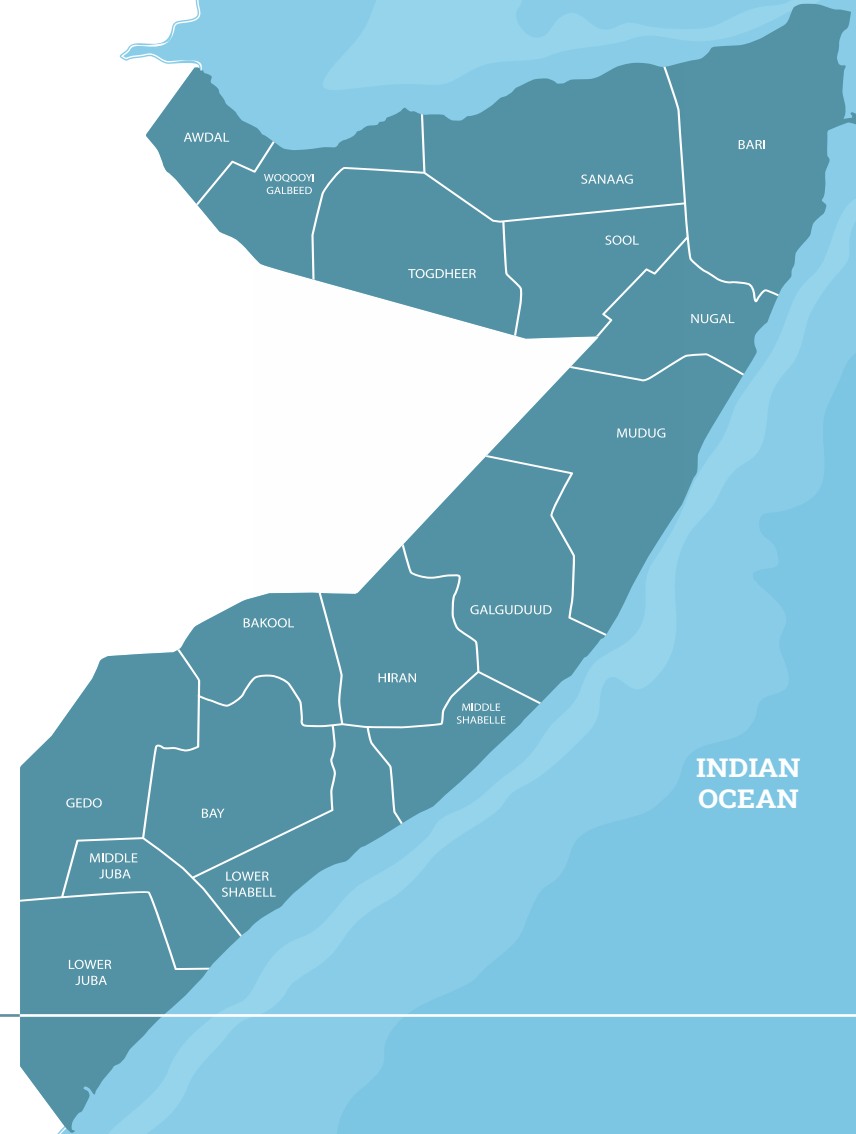 AWDAL
BARI
WOQOOYI
GALBEED
SANAAG
SOOL
TOGDHEER
NUGAL
MUDUG
GALGUDUUD
BAKOOL
HIRAN
MIDDLE
SHABELLE
INDIAN
OCEAN
GEDO
BAY
MIDDLE
JUBA
LOWER
SHABELL
LOWER
JUBA